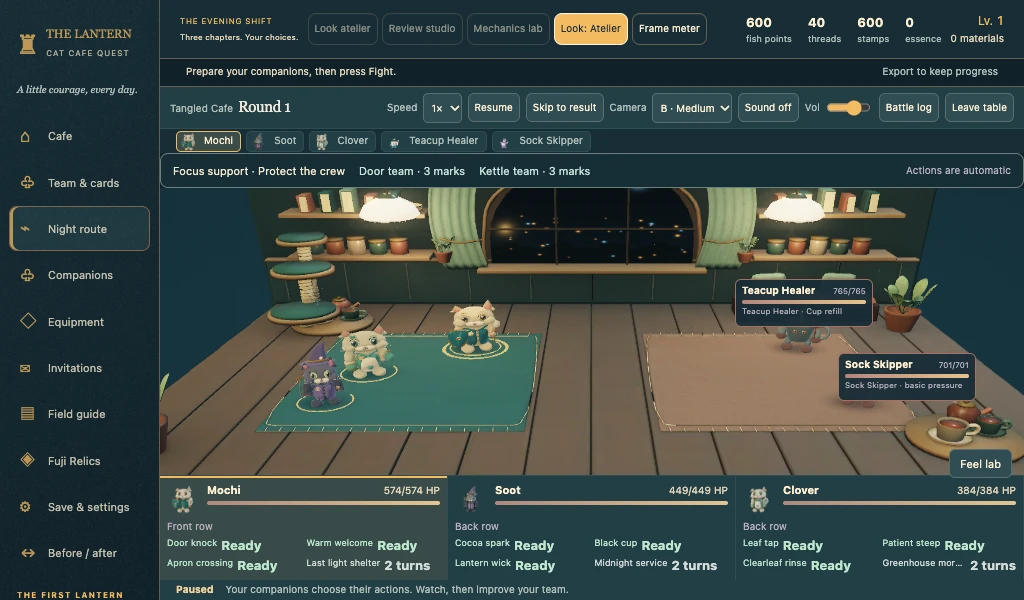 THE LANTERN
CAT CAFE QUEST
A little courage, every day.
Cafe
Team & cards
Night route
Companions
Equipment
Invitations
Field guide
Fuji Relics
Save & settings
Before / after
THE FIRST LANTERN
THE EVENING SHIFT
Three chapters. Your choices.
Look atelier
Review studio
Mechanics lab
Look: Atelier
Frame meter
600 fish points
40 threads
600 stamps
0 essence
Lv. 1
0 materials
Prepare your companions, then press Fight.
Export to keep progress
Tangled Cafe Round 1
Speed 1x Resume Skip to result Camera B · Medium Sound off Vol Battle log Leave table
Mochi Soot Clover Teacup Healer Sock Skipper
Focus support · Protect the crew Door team · 3 marks Kettle team · 3 marks Actions are automatic
Teacup Healer 765/765
Teacup Healer · Cup refill
Sock Skipper 701/701
Sock Skipper · basic pressure
Feel lab
Mochi 574/574 HP
Front row
Door knock Ready Warm welcome Ready
Apron crossing Ready Last light shelter 2 turns
Soot 449/449 HP
Back row
Cocoa spark Ready Black cup Ready
Lantern wick Ready Midnight service 2 turns
Clover 384/384 HP
Back row
Leaf tap Ready Patient steep Ready
Clearleaf rinse Ready Greenhouse mor... 2 turns
Paused Your companions choose their actions. Watch, then improve your team.